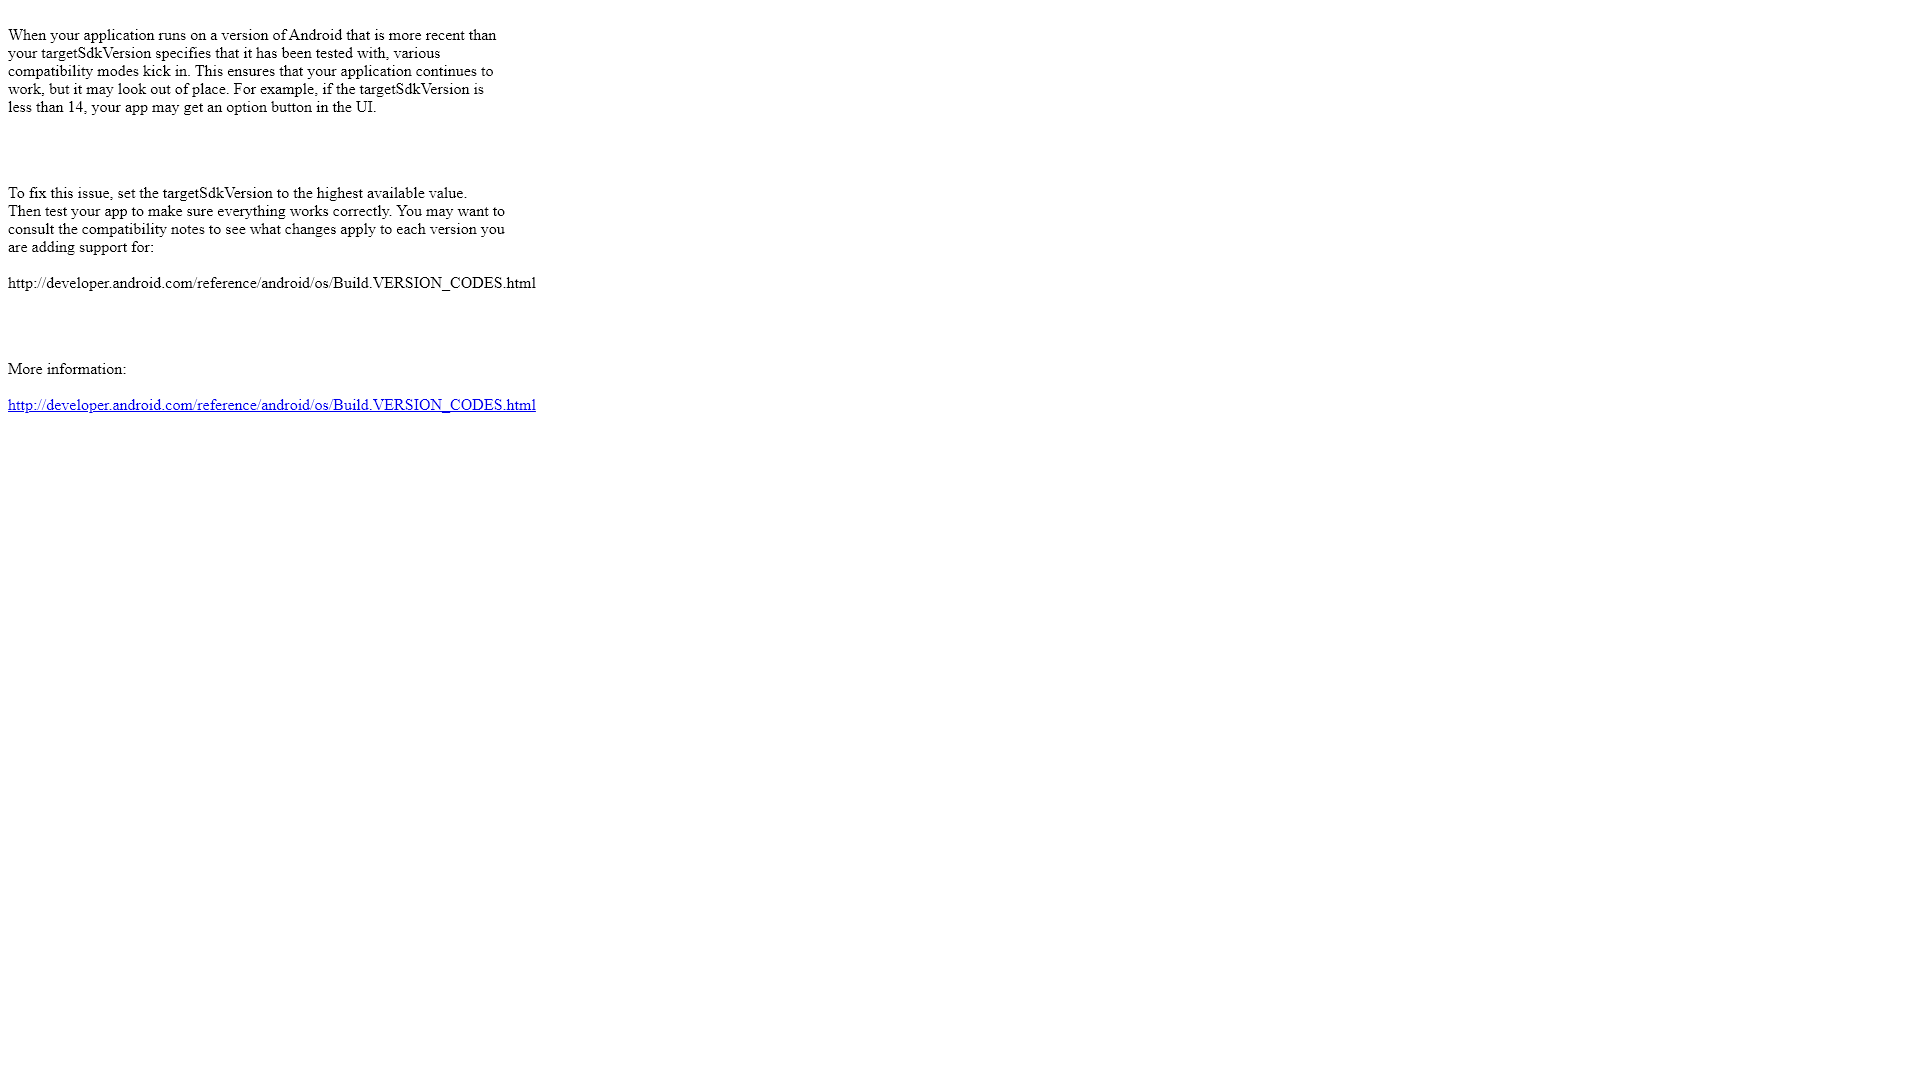 When your application runs on a version of Android that is more recent than
your targetSdkVersion specifies that it has been tested with, various
compatibility modes kick in. This ensures that your application continues to
work, but it may look out of place. For example, if the targetSdkVersion is
less than 14, your app may get an option button in the UI.
To fix this issue, set the targetSdkVersion to the highest available value.
Then test your app to make sure everything works correctly. You may want to
consult the compatibility notes to see what changes apply to each version you
are adding support for:
http://developer.android.com/reference/android/os/Build.VERSION_CODES.html
More information:
http://developer.android.com/reference/android/os/Build.VERSION_CODES.html